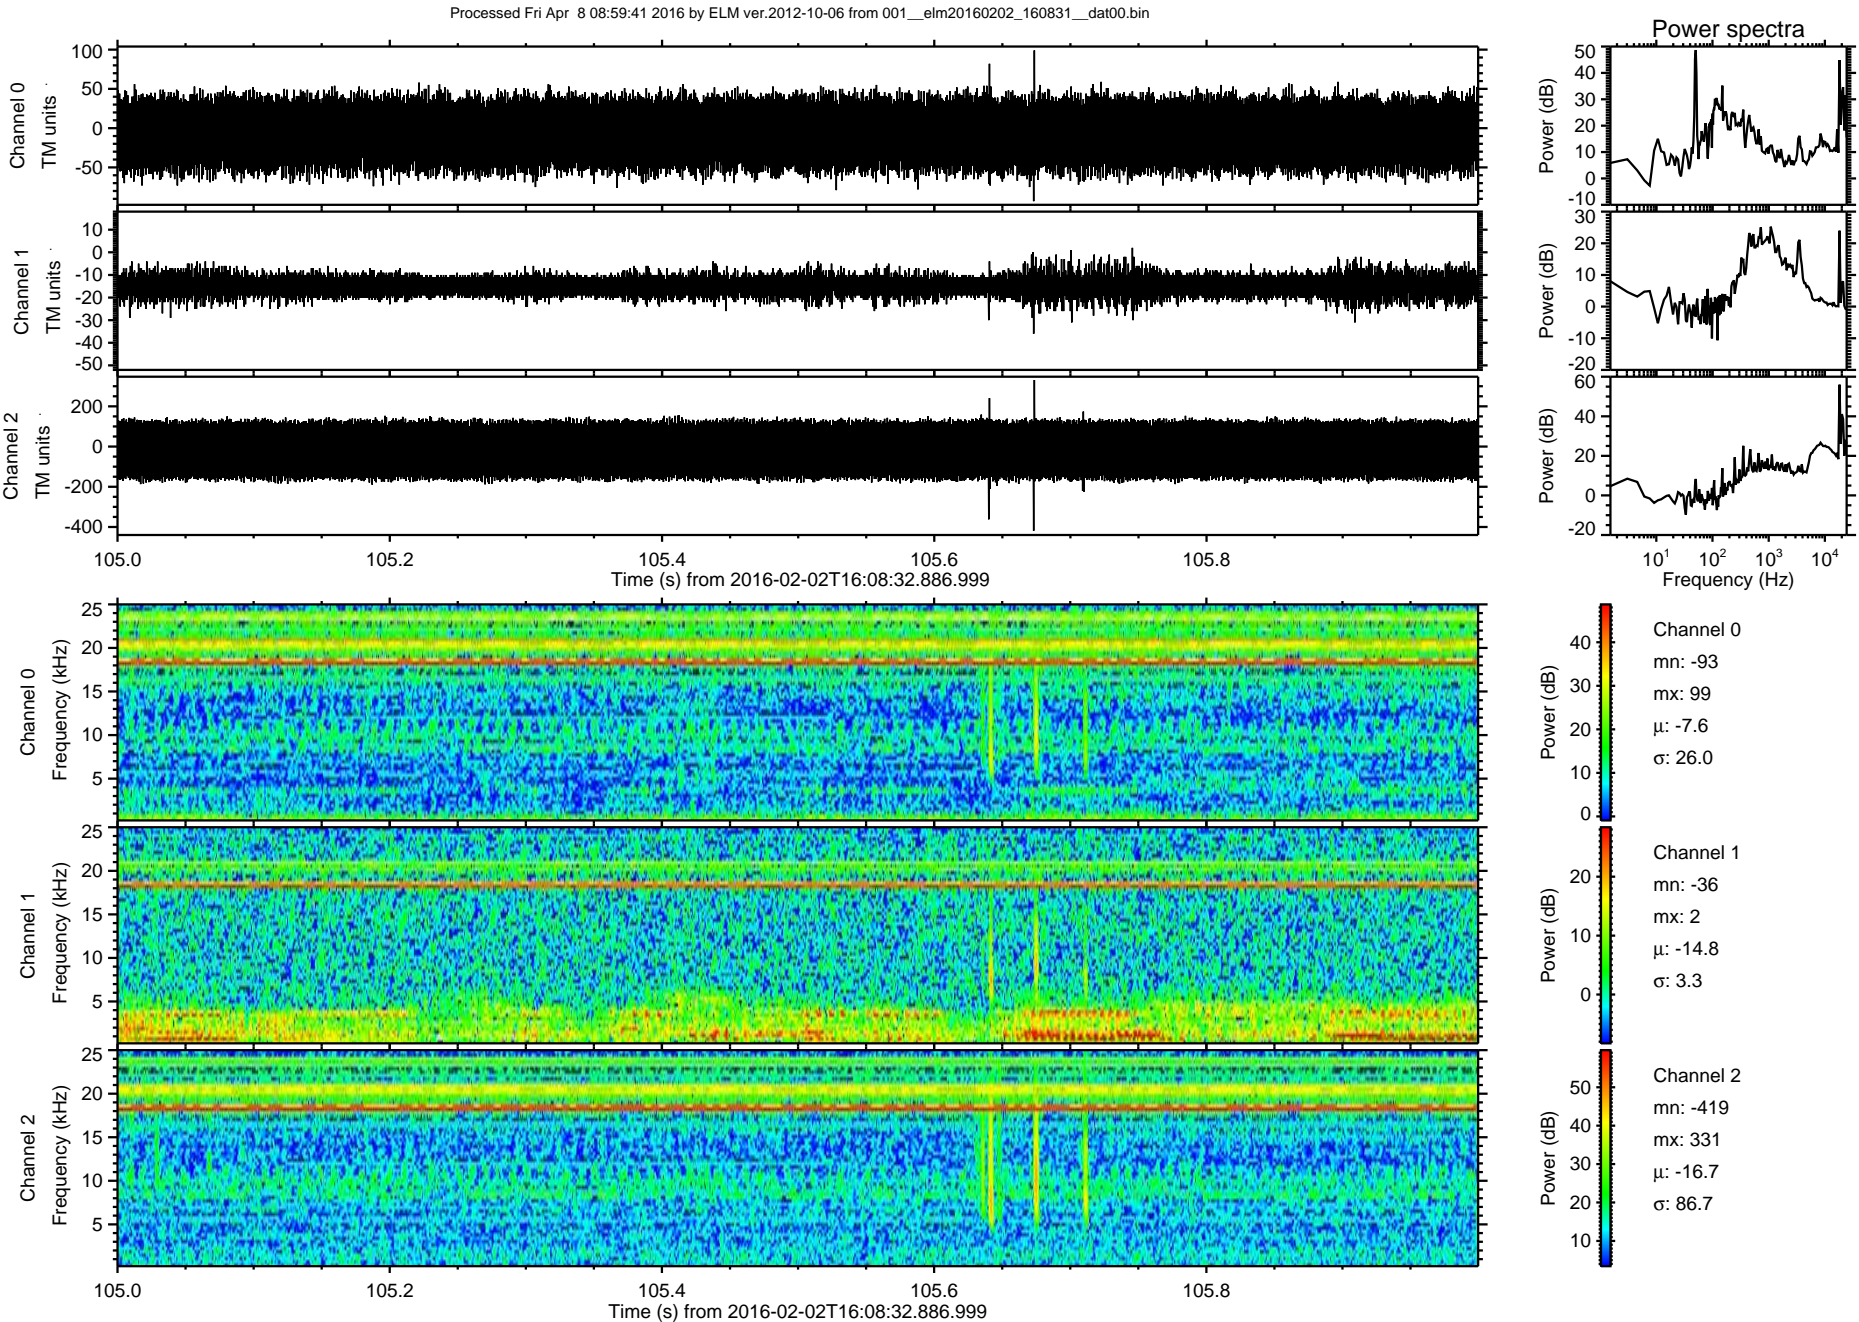 Processed Fri Apr  8 08:59:41 2016 by ELM ver.2012-10-06 from 001__elm20160202_160831__dat00.bin
Power spectra
Channel 0
TM units
100
50
0
-50
Power (dB)
50
40
30
20
10
0
-10
Channel 1
TM units
10
0
-10
-20
-30
-40
-50
Power (dB)
30
20
10
0
-10
-20
Channel 2
TM units
200
0
-200
-400
Power (dB)
60
40
20
0
-20
105.0
105.2
105.4
105.6
105.8
Time (s) from 2016-02-02T16:08:32.886.999
10¹
10²
10³
10⁴
Frequency (Hz)
Channel 0
Frequency (kHz)
25
20
15
10
5
Power (dB)
40
30
20
10
0
Channel 0
mn: -93
mx: 99
µ: -7.6
σ: 26.0
Channel 1
Frequency (kHz)
25
20
15
10
5
Power (dB)
20
10
0
Channel 1
mn: -36
mx: 2
µ: -14.8
σ: 3.3
Channel 2
Frequency (kHz)
25
20
15
10
5
Power (dB)
50
40
30
20
10
Channel 2
mn: -419
mx: 331
µ: -16.7
σ: 86.7
105.0
105.2
105.4
105.6
105.8
Time (s) from 2016-02-02T16:08:32.886.999